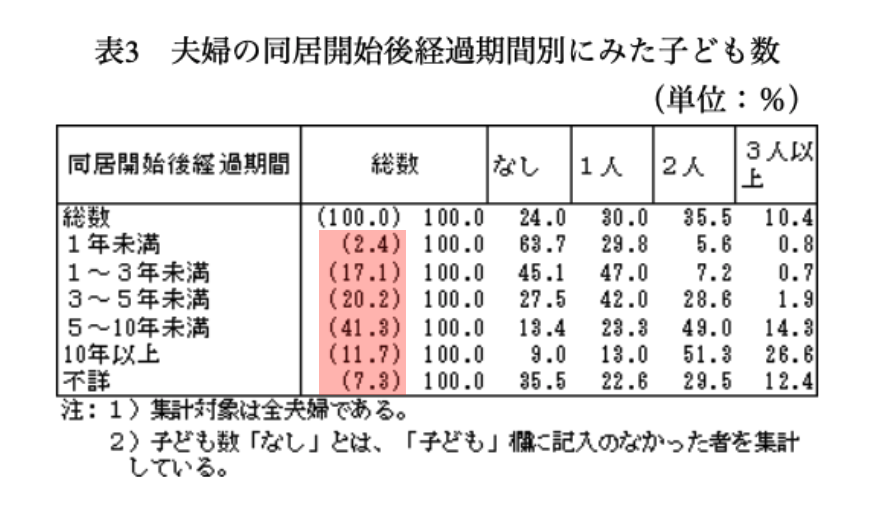 表3　夫婦の同居開始後経過期間別にみた子ども数
（単位：％）
同居開始後経過期間 総数 なし 1人 2人 3人以上
総数 (100.0) 100.0 24.0 30.0 35.5 10.4
1年未満 (2.4) 100.0 63.7 29.8 5.6 0.8
1～3年未満 (17.1) 100.0 45.1 47.0 7.2 0.7
3～5年未満 (20.2) 100.0 27.5 42.0 28.6 1.9
5～10年未満 (41.3) 100.0 13.4 23.3 49.0 14.3
10年以上 (11.7) 100.0 9.0 13.0 51.3 26.6
不詳 (7.3) 100.0 35.5 22.6 29.5 12.4
注：1）集計対象は全夫婦である。
2）子ども数「なし」とは、「子ども」欄に記入のなかった者を集計
している。